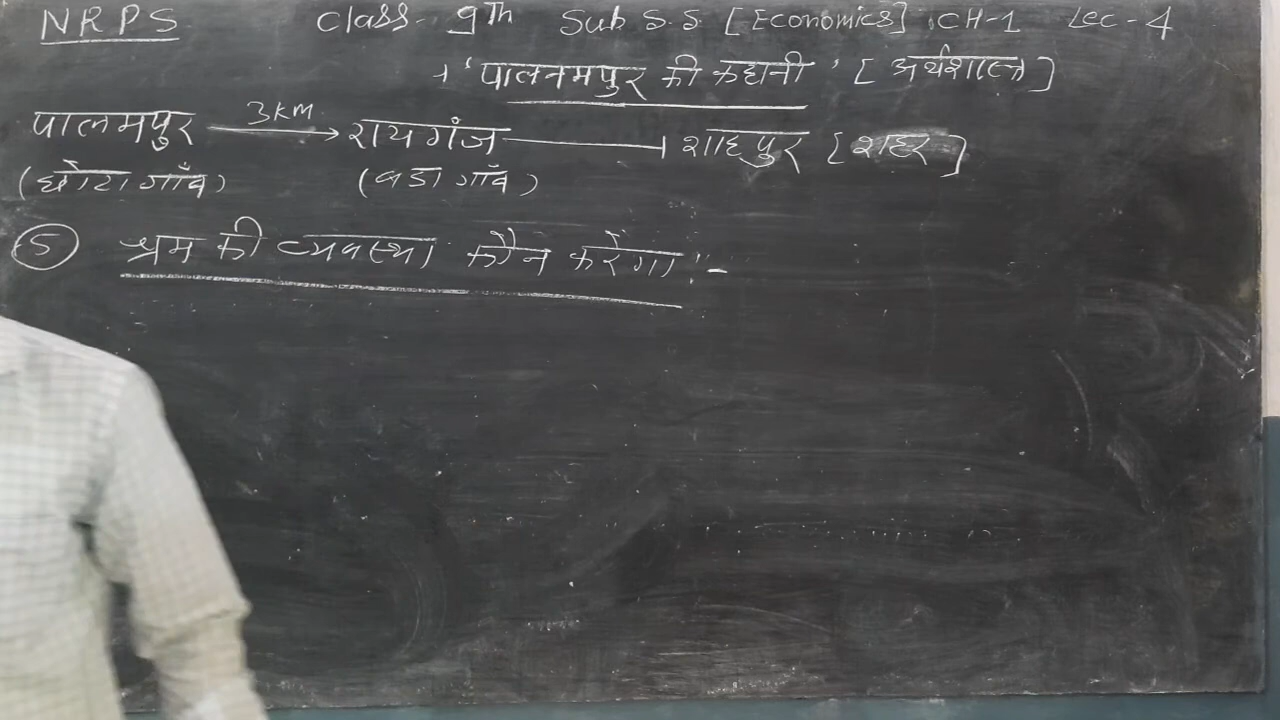 NRPS Class - 9Th Sub S.S [Economics] CH-1 Lec - 4
'पालनमपुर की कहानी' [अर्थशास्त्र]
पालमपुर 3km रायगंज शाहपुर [शहर]
(छोटा गाँव) (बडा गाँव)
5 श्रम की व्यवस्था कौन करेंगा :-